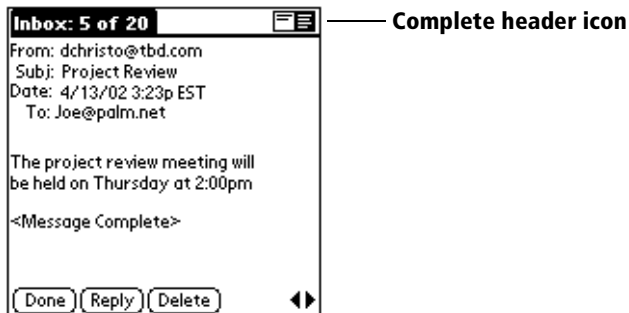 Inbox: 5 of 20
Complete header icon
From: dchristo@tbd.com
Subj: Project Review
Date: 4/13/02 3:23p EST
To: Joe@palm.net
The project review meeting will
be held on Thursday at 2:00pm
<Message Complete>
Done Reply Delete